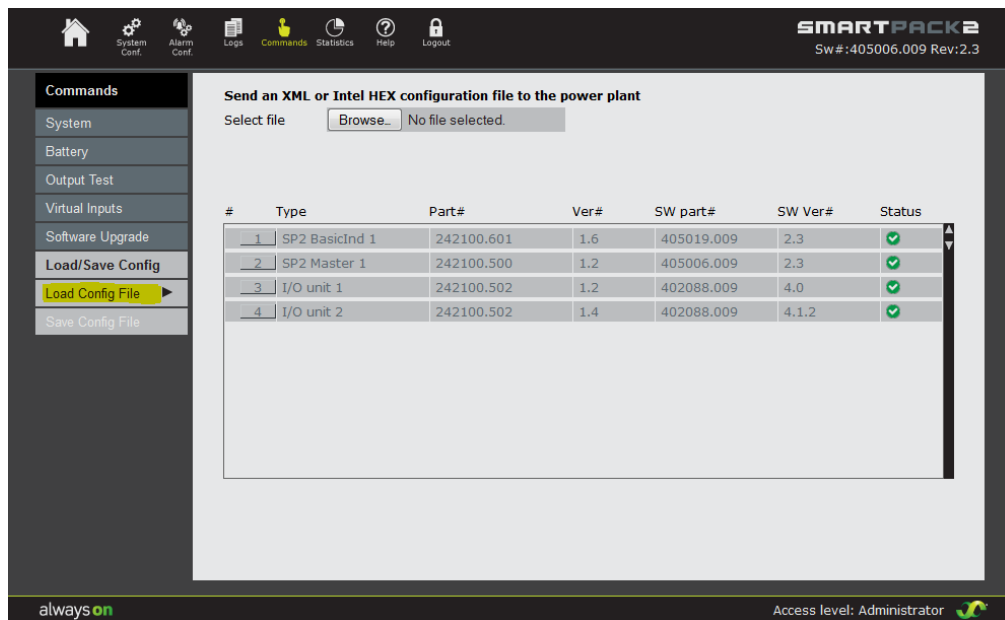 System Conf.
Alarm Conf.
Logs
Commands
Statistics
Help
Logout
SMARTPACK2
Sw#:405006.009 Rev:2.3
Commands
System
Battery
Output Test
Virtual Inputs
Software Upgrade
Load/Save Config
Load Config File
Save Config File
Send an XML or Intel HEX configuration file to the power plant
Select file Browse... No file selected.
# Type Part# Ver# SW part# SW Ver# Status
1 SP2 BasicInd 1 242100.601 1.6 405019.009 2.3
2 SP2 Master 1 242100.500 1.2 405006.009 2.3
3 I/O unit 1 242100.502 1.2 402088.009 4.0
4 I/O unit 2 242100.502 1.4 402088.009 4.1.2
alwayson
Access level: Administrator